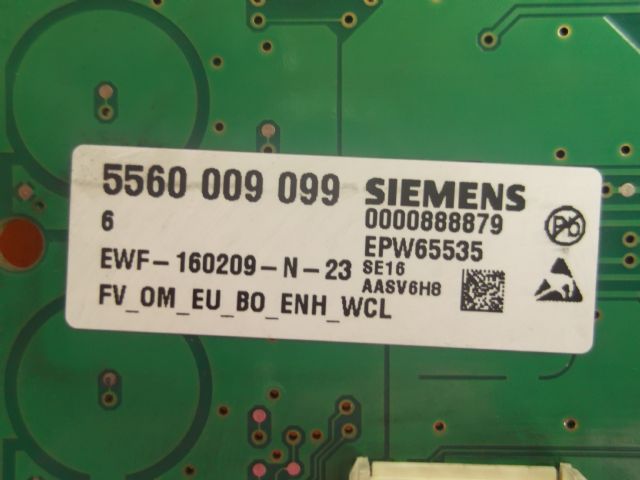 5560 009 099 SIEMENS
6 0000888879
EPW65535
EWF-160209-N-23 SE16
AASV6H8
FV_OM_EU_BO_ENH_WCL
Pb